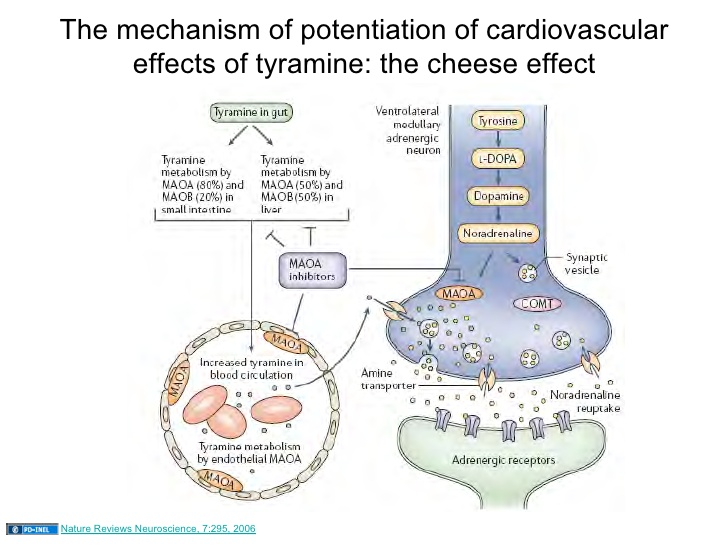 The mechanism of potentiation of cardiovascular
effects of tyramine: the cheese effect
Tyramine in gut
Tyramine
metabolism by
MAOA (80%) and
MAOB (20%) in
small intestine
Tyramine
metabolism by
MAOA (50%) and
MAOB(50%) in
liver
MAOA
inhibitors
Ventrolateral
medullary
adrenergic
neuron
Tyrosine
L-DOPA
Dopamine
Noradrenaline
Synaptic
vesicle
MAOA
COMT
MAOA
MAOA
Increased tyramine in
blood circulation
Tyramine metabolism
by endothelial MAOA
MAOA
Amine
transporter
Noradrenaline
reuptake
Adrenergic receptors
PD-INEL
Nature Reviews Neuroscience, 7:295, 2006